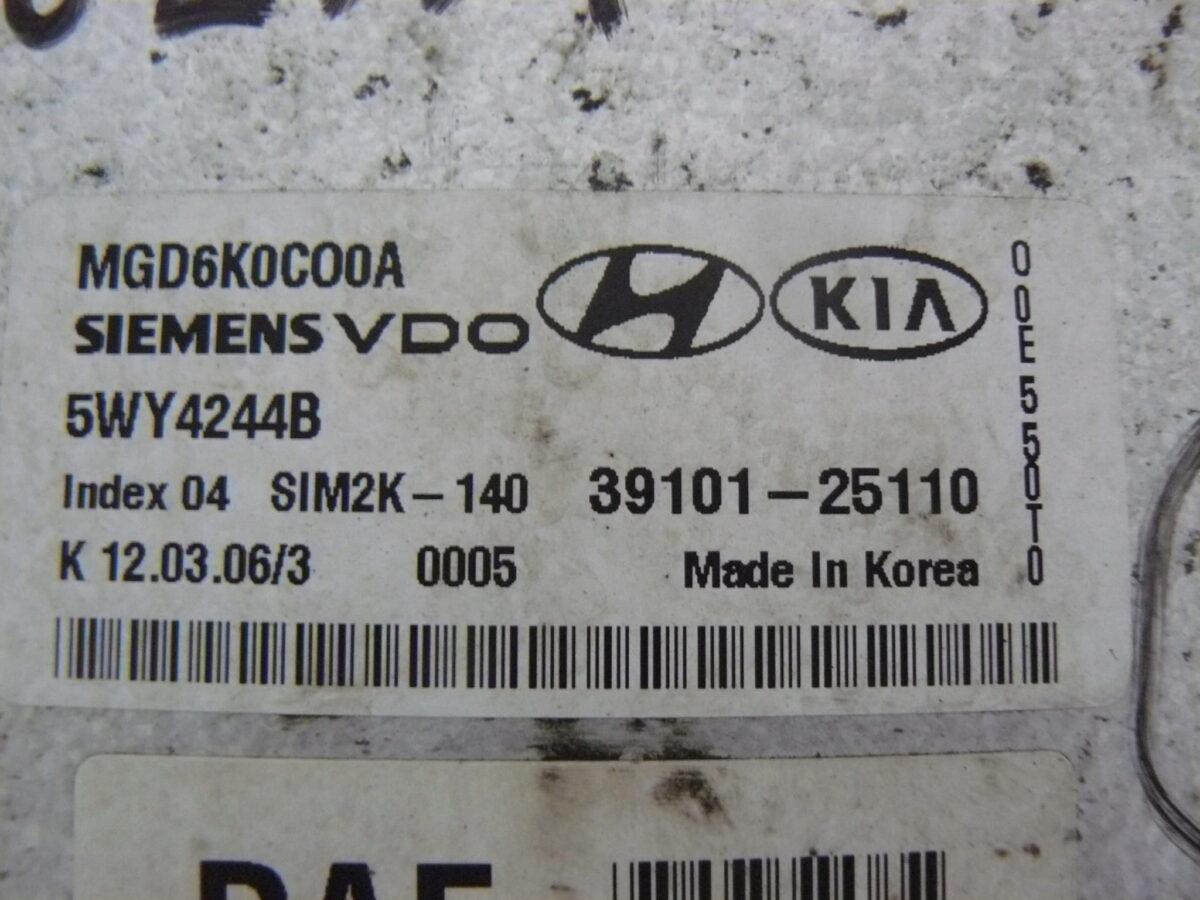 MGD6K0C00A
SIEMENS VDO
KIA
5WY4244B
Index 04 SIM2K-140 39101-25110
K 12.03.06/3 0005 Made In Korea
00E5550T0